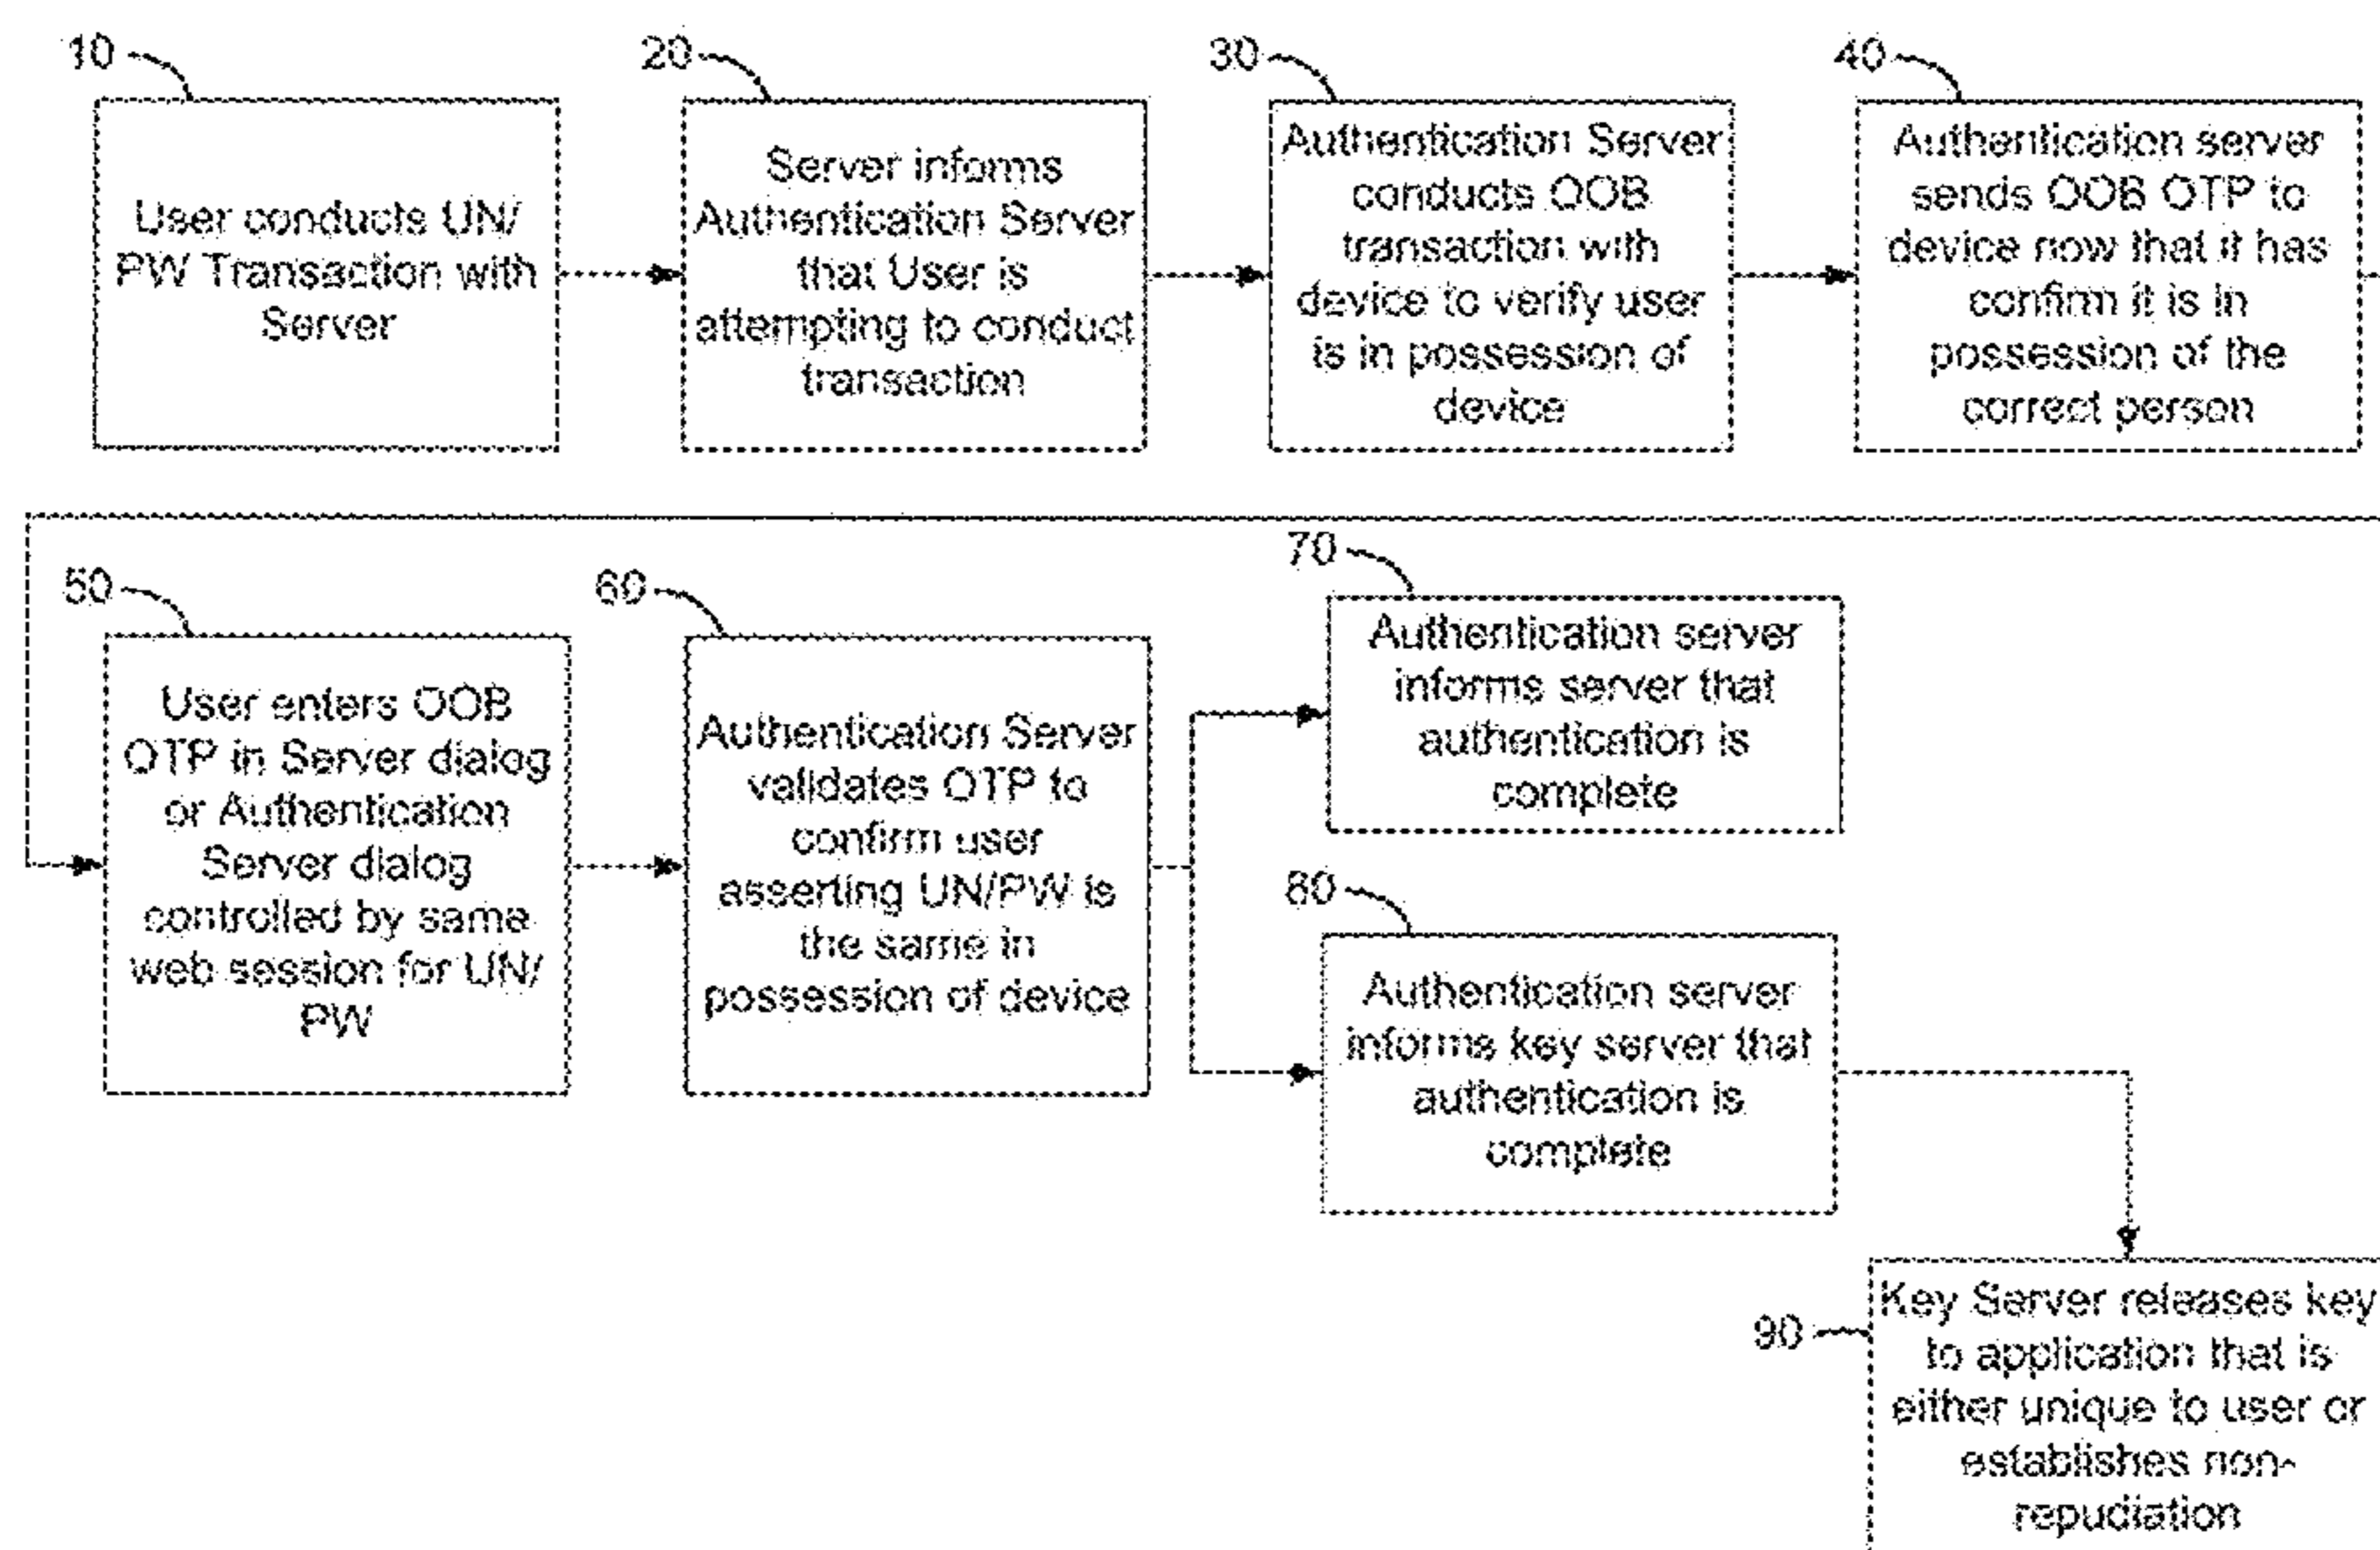 10
User conducts UN/
PW Transaction with
Server
20
Server informs
Authentication Server
that User is
attempting to conduct
transaction
30
Authentication Server
conducts OOB
transaction with
device to verify user
is in possession of
device
40
Authentication server
sends OOB OTP to
device now that it has
confirm it is in
possession of the
correct person
50
User enters OOB
OTP in Server dialog
or Authentication
Server dialog
controlled by same
web session for UN/
PW
60
Authentication Server
validates OTP to
confirm user
asserting UN/PW is
the same in
possession of device
70
Authentication server
informs server that
authentication is
complete
80
Authentication server
informs key server that
authentication is
complete
90
Key Server releases key
to application that is
either unique to user or
establishes non-
repudiation